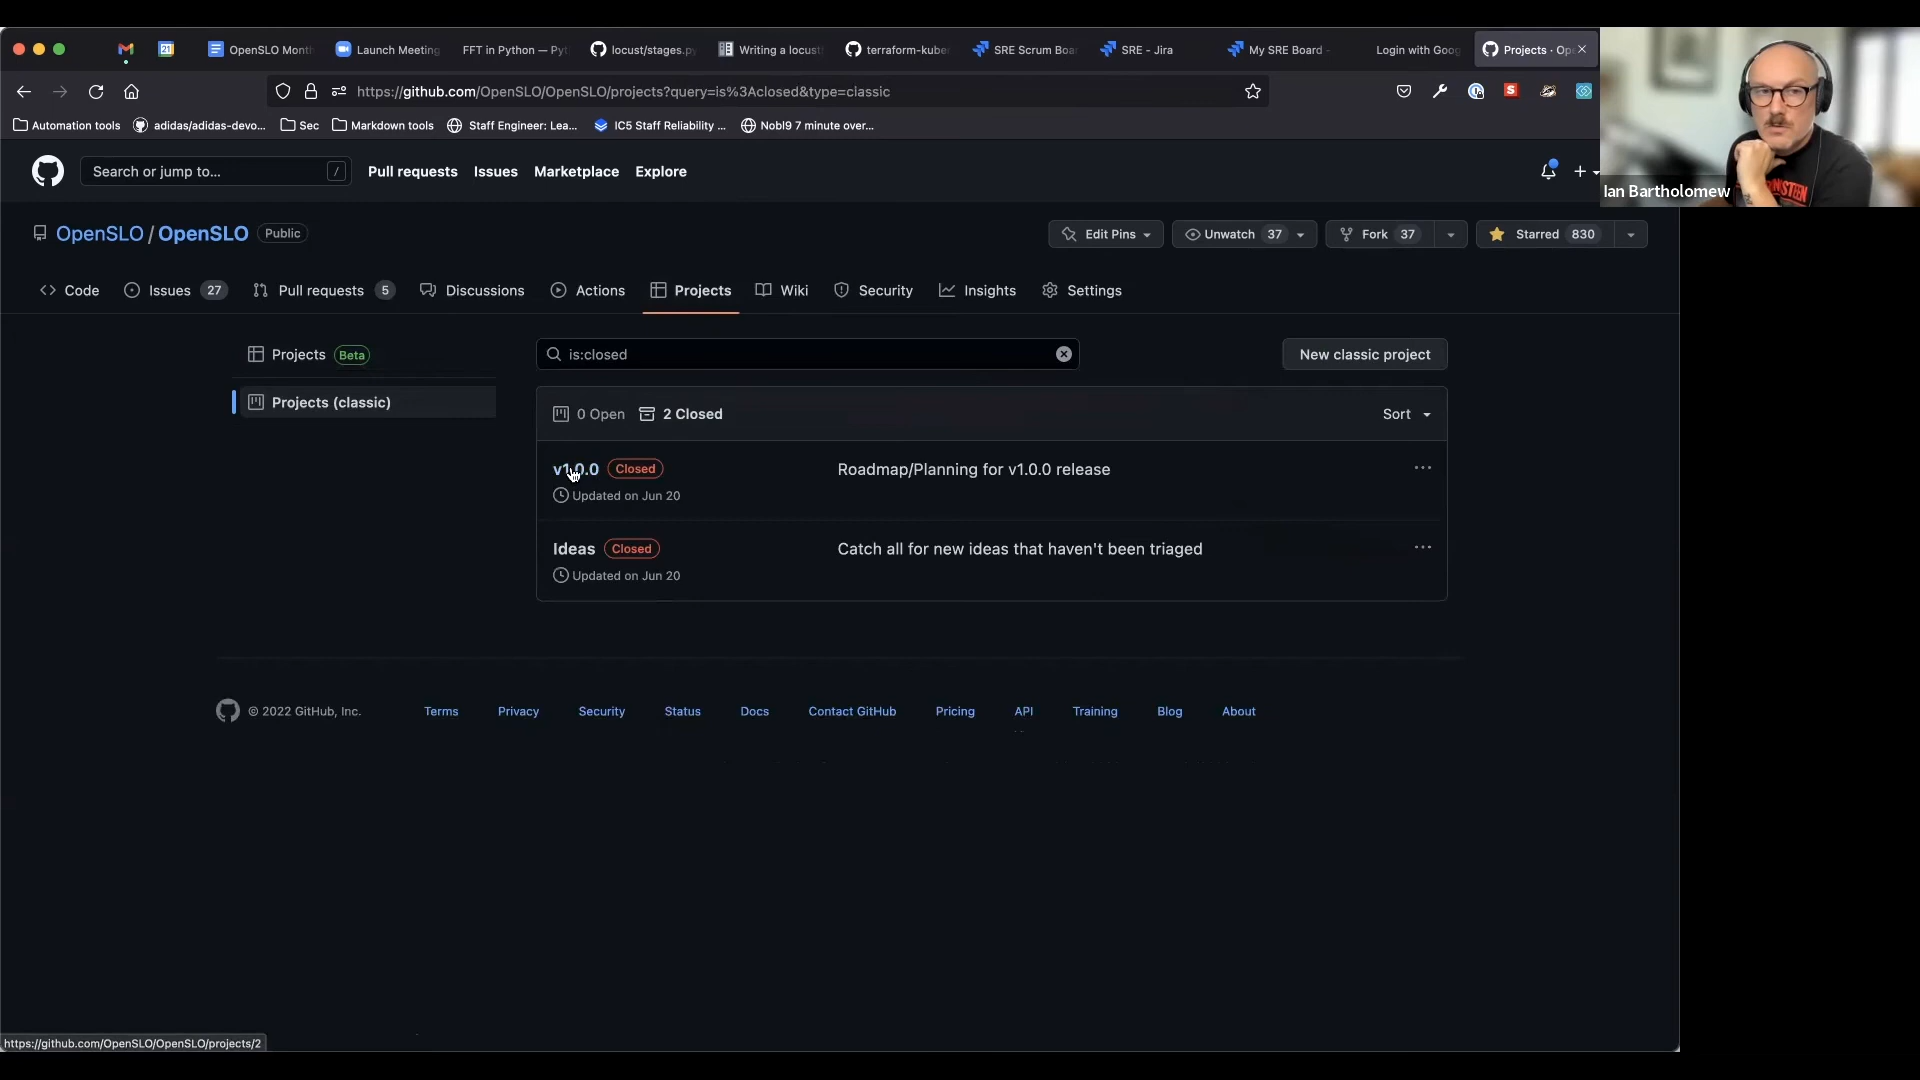 21
OpenSLO Month
Launch Meeting
FFT in Python — Pyt
locust/stages.py
Writing a locust
terraform-kube
SRE Scrum Boa
SRE - Jira
My SRE Board -
Login with Goog
Projects · Op
https://github.com/OpenSLO/OpenSLO/projects?query=is%3Aclosed&type=classic
Automation tools
adidas/adidas-devo...
Sec
Markdown tools
Staff Engineer: Lea...
IC5 Staff Reliability ...
Nobl9 7 minute over...
Search or jump to...
/
Pull requests
Issues
Marketplace
Explore
Ian Bartholomew
OpenSLO / OpenSLO Public
Edit Pins
Unwatch 37
Fork 37
Starred 830
Code
Issues 27
Pull requests 5
Discussions
Actions
Projects
Wiki
Security
Insights
Settings
Projects Beta
Projects (classic)
is:closed
New classic project
0 Open 2 Closed
Sort
v1.0.0 Closed
Roadmap/Planning for v1.0.0 release
Updated on Jun 20
Ideas Closed
Catch all for new ideas that haven't been triaged
Updated on Jun 20
© 2022 GitHub, Inc.
Terms
Privacy
Security
Status
Docs
Contact GitHub
Pricing
API
Training
Blog
About
https://github.com/OpenSLO/OpenSLO/projects/2